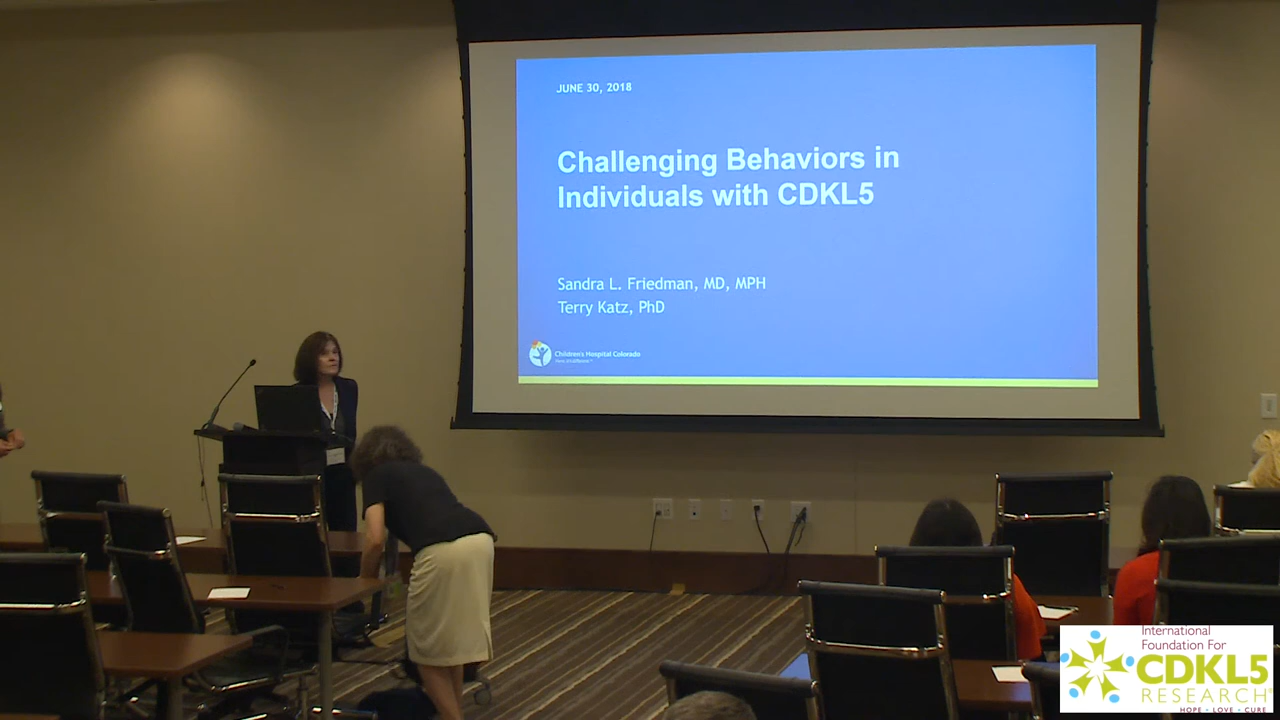 JUNE 30, 2018
Challenging Behaviors in
Individuals with CDKL5
Sandra L. Friedman, MD, MPH
Terry Katz, PhD
Children's Hospital Colorado
International
Foundation For
CDKL5
RESEARCH
HOPE • LOVE • CURE